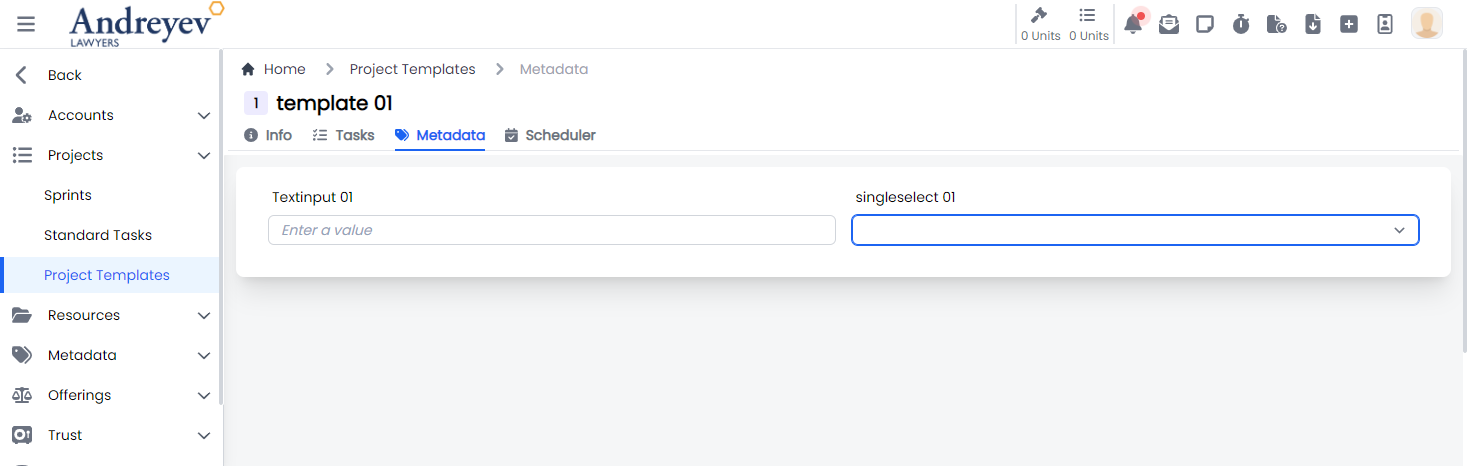 Andreyev
LAWYERS
0 Units 0 Units
Back
Accounts
Projects
Sprints
Standard Tasks
Project Templates
Resources
Metadata
Offerings
Trust
Home Project Templates Metadata
1 template 01
Info Tasks Metadata Scheduler
Textinput 01 singleselect 01
Enter a value